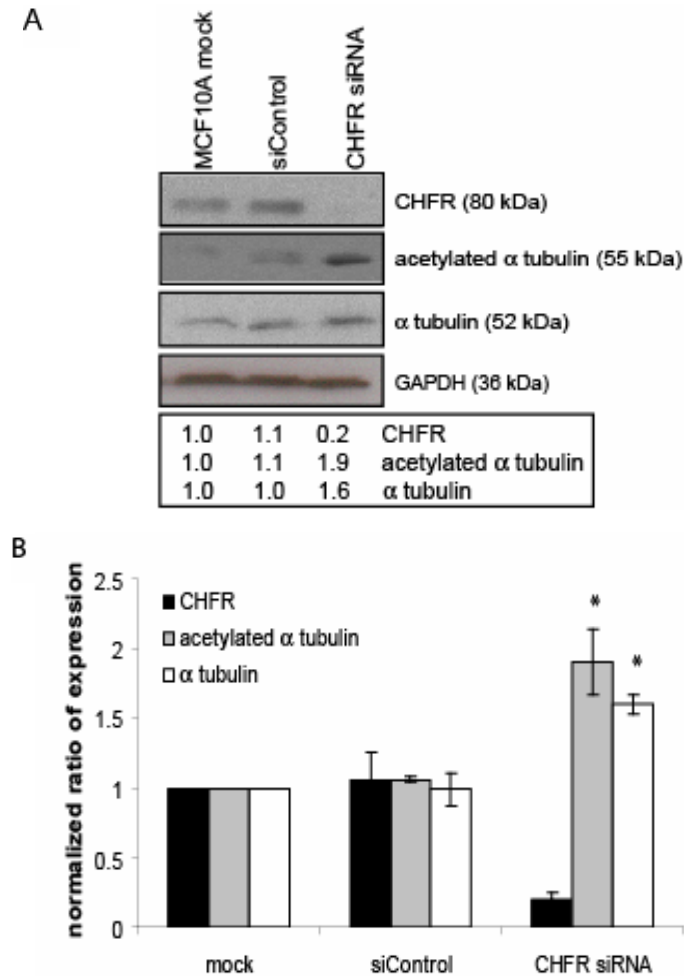 A
MCF10A mock
siControl
CHFR siRNA
CHFR (80 kDa)
acetylated α tubulin (55 kDa)
α tubulin (52 kDa)
GAPDH (36 kDa)
1.0 1.1 0.2 CHFR
1.0 1.1 1.9 acetylated α tubulin
1.0 1.0 1.6 α tubulin
B
normalized ratio of expression
2.5
2
1.5
1
0.5
0
CHFR
acetylated α tubulin
α tubulin
*
*
mock
siControl
CHFR siRNA